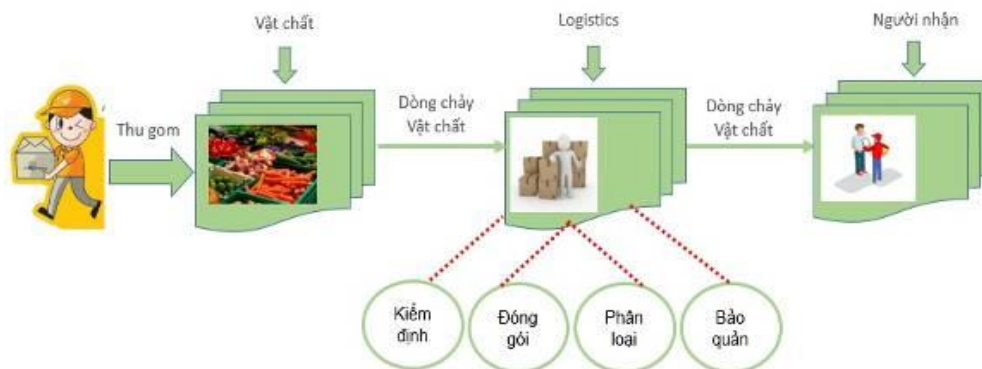 Vật chất
Logistics
Người nhận
Thu gom
Dòng chảy
Vật chất
Dòng chảy
Vật chất
Kiểm
định
Đóng
gói
Phân
loại
Bảo
quản